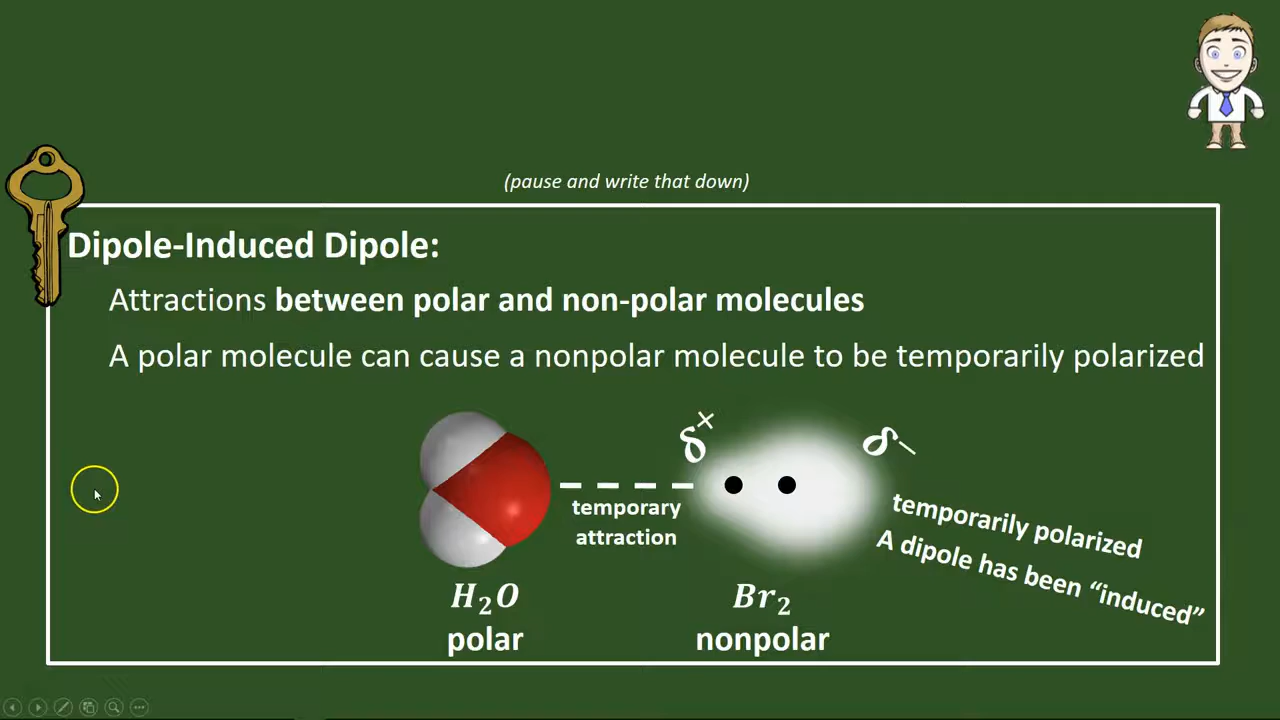 (pause and write that down)
Dipole-Induced Dipole:
Attractions between polar and non-polar molecules
A polar molecule can cause a nonpolar molecule to be temporarily polarized
δ+
δ−
temporary
attraction
temporarily polarized
A dipole has been “induced”
H₂O
polar
Br₂
nonpolar